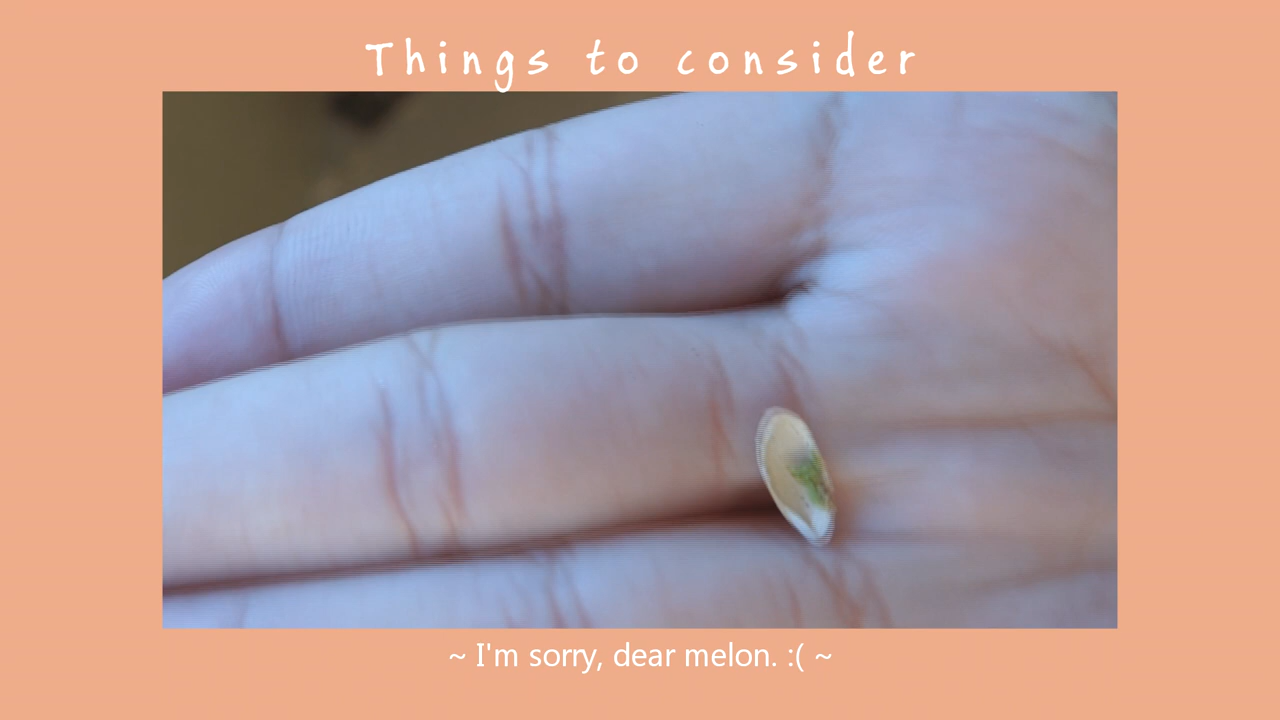 Things to consider
~ I'm sorry, dear melon. :( ~